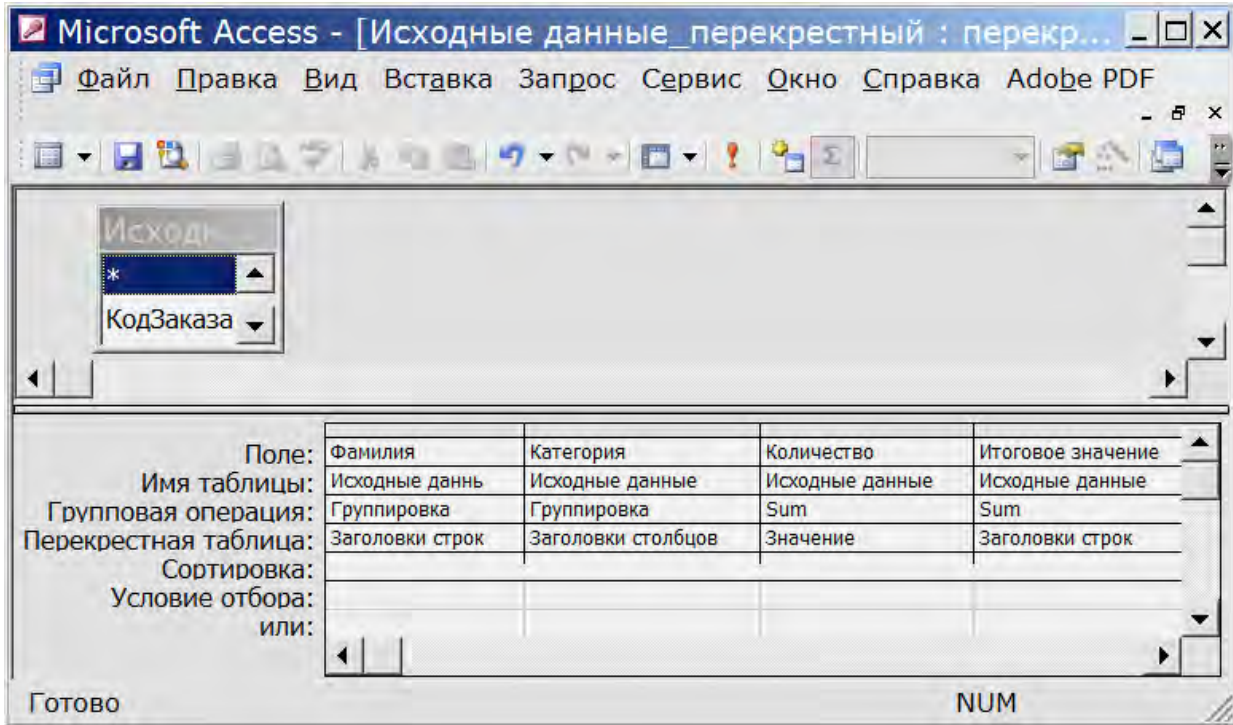 Microsoft Access - [Исходные данные_перекрестный : перекр...
Файл Правка Вид Вставка Запрос Сервис Окно Справка Adobe PDF
Исходн...
*
КодЗаказа
Поле: Фамилия Категория Количество Итоговое значение
Имя таблицы: Исходные даннь Исходные данные Исходные данные Исходные данные
Групповая операция: Группировка Группировка Sum Sum
Перекрестная таблица: Заголовки строк Заголовки столбцов Значение Заголовки строк
Сортировка:
Условие отбора:
или:
Готово NUM